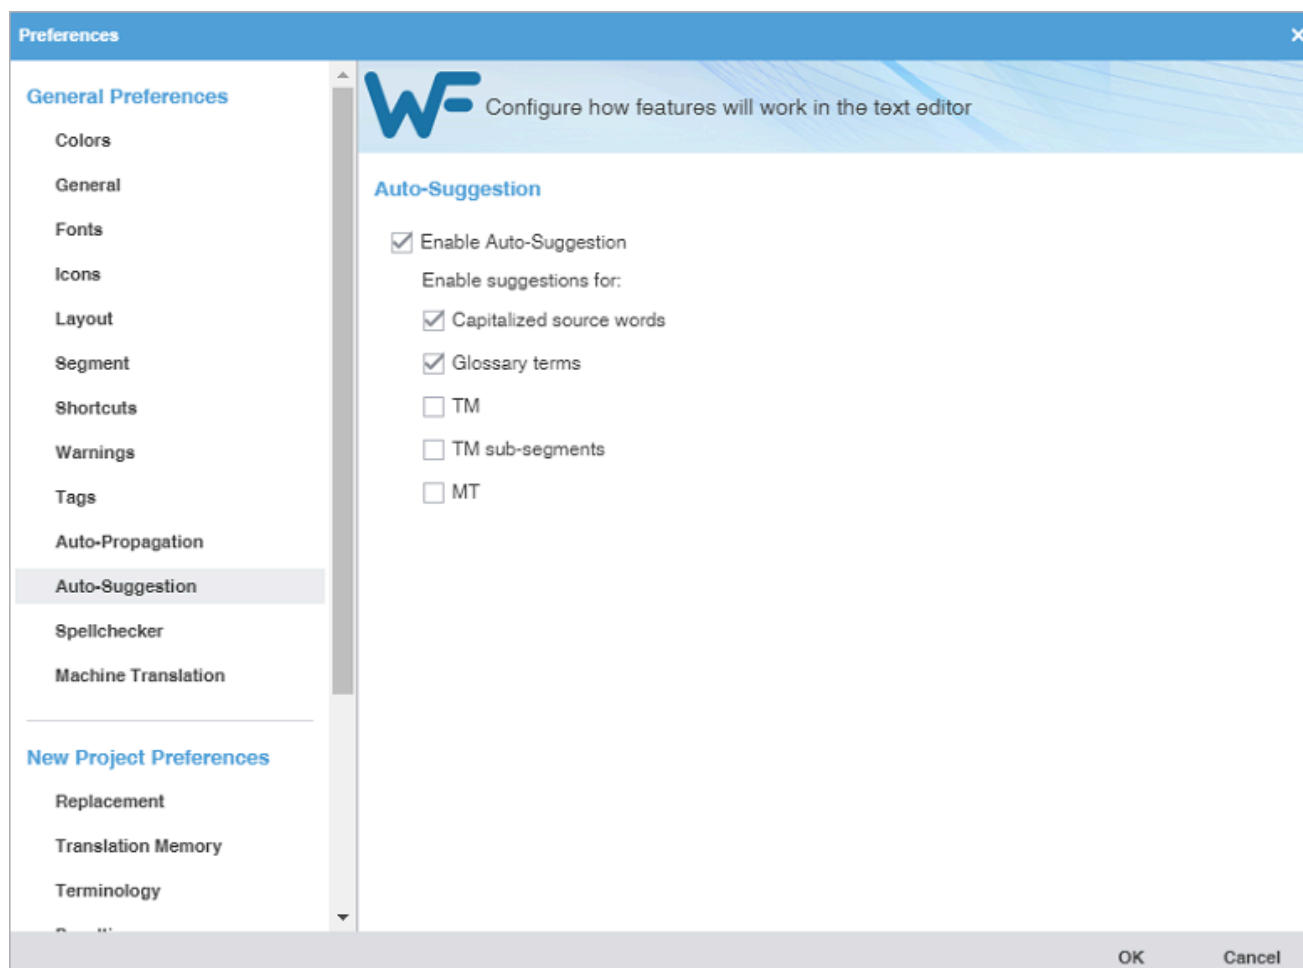 Preferences
General Preferences
Colors
General
Fonts
Icons
Layout
Segment
Shortcuts
Warnings
Tags
Auto-Propagation
Auto-Suggestion
Spellchecker
Machine Translation
New Project Preferences
Replacement
Translation Memory
Terminology
WF Configure how features will work in the text editor
Auto-Suggestion
Enable Auto-Suggestion
Enable suggestions for:
Capitalized source words
Glossary terms
TM
TM sub-segments
MT
OK Cancel